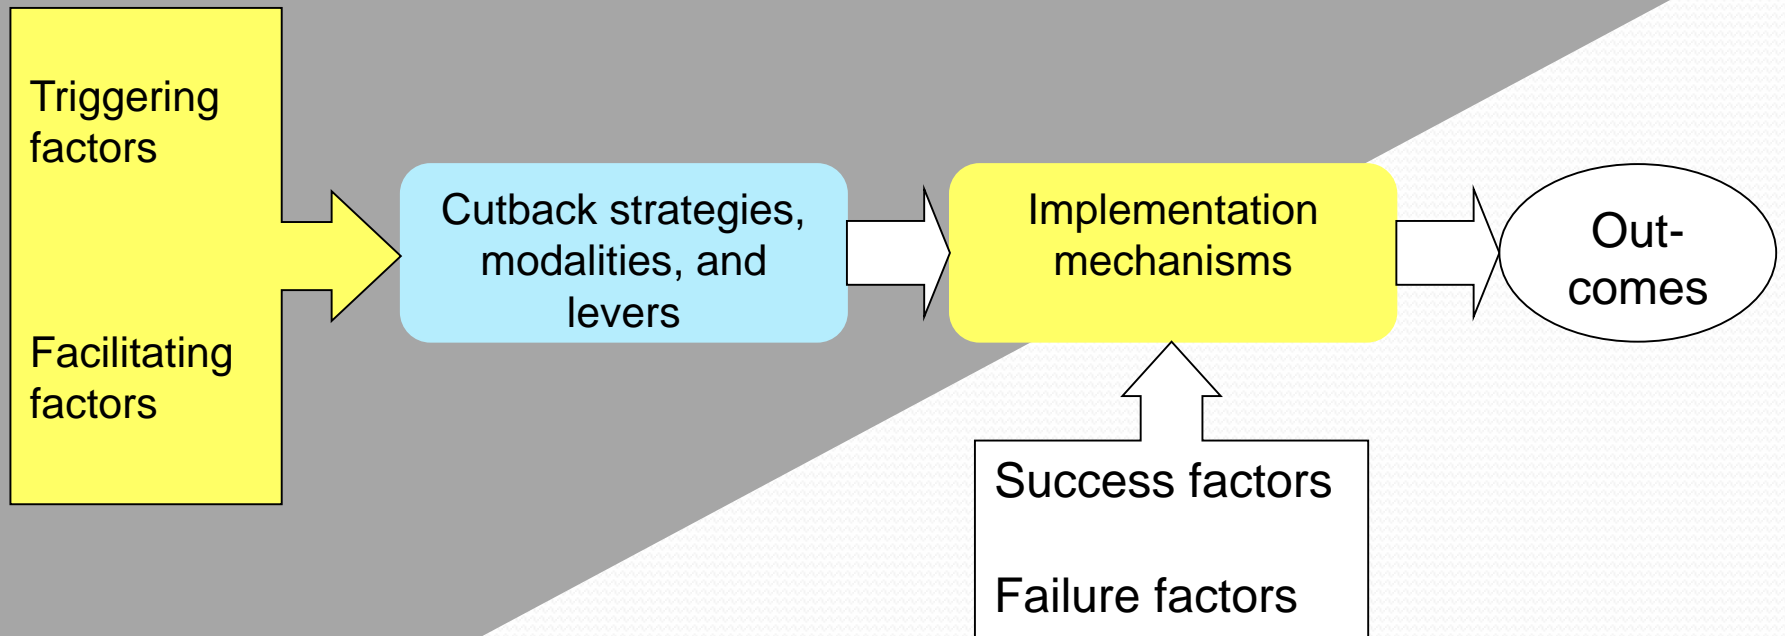 Triggering
factors
Facilitating
factors
Cutback strategies,
modalities, and
levers
Implementation
mechanisms
Out-
comes
Success factors
Failure factors